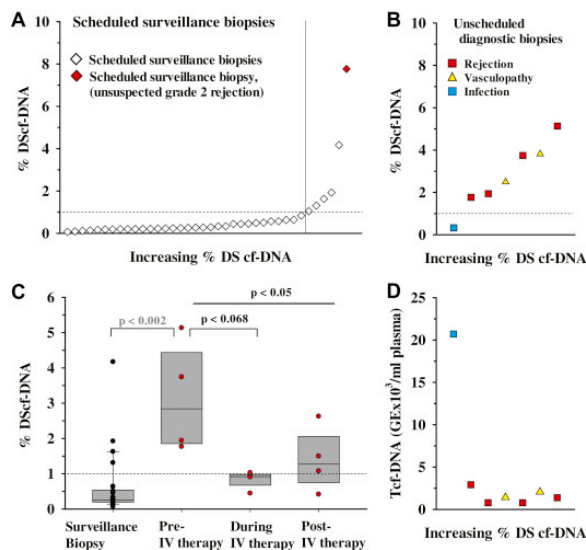 A
Scheduled surveillance biopsies
Scheduled surveillance biopsies
Scheduled surveillance biopsy,
(unsuspected grade 2 rejection)
% DScf-DNA
10
8
6
4
2
0
Increasing % DS cf-DNA
B
Unscheduled
diagnostic biopsies
Rejection
Vasculopathy
Infection
% DScf-DNA
10
8
6
4
2
0
Increasing % DS cf-DNA
C
p < 0.05
p < 0.002
p < 0.068
% DScf-DNA
6
5
4
3
2
1
0
Surveillance Pre- During Post-
Biopsy IV therapy IV therapy IV therapy
D
Tcf-DNA (GEx10³/ml plasma)
25
20
15
10
5
0
Increasing % DS cf-DNA